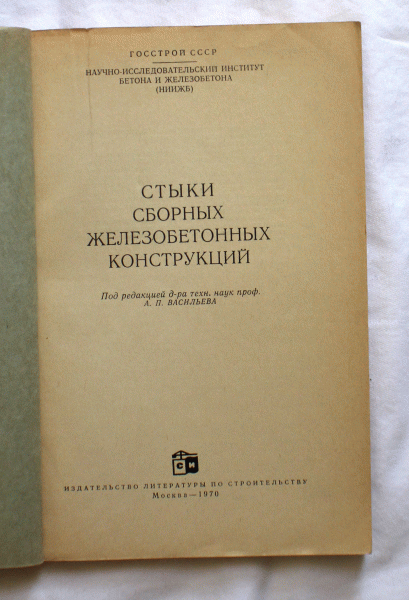 ГОССТРОЙ СССР
НАУЧНО-ИССЛЕДОВАТЕЛЬСКИЙ ИНСТИТУТ
БЕТОНА И ЖЕЛЕЗОБЕТОНА
(НИИЖБ)
СТЫКИ
СБОРНЫХ
ЖЕЛЕЗОБЕТОННЫХ
КОНСТРУКЦИЙ
Под редакцией д-ра техн. наук проф.
А. П. ВАСИЛЬЕВА
С И
ИЗДАТЕЛЬСТВО ЛИТЕРАТУРЫ ПО СТРОИТЕЛЬСТВУ
Москва—1970